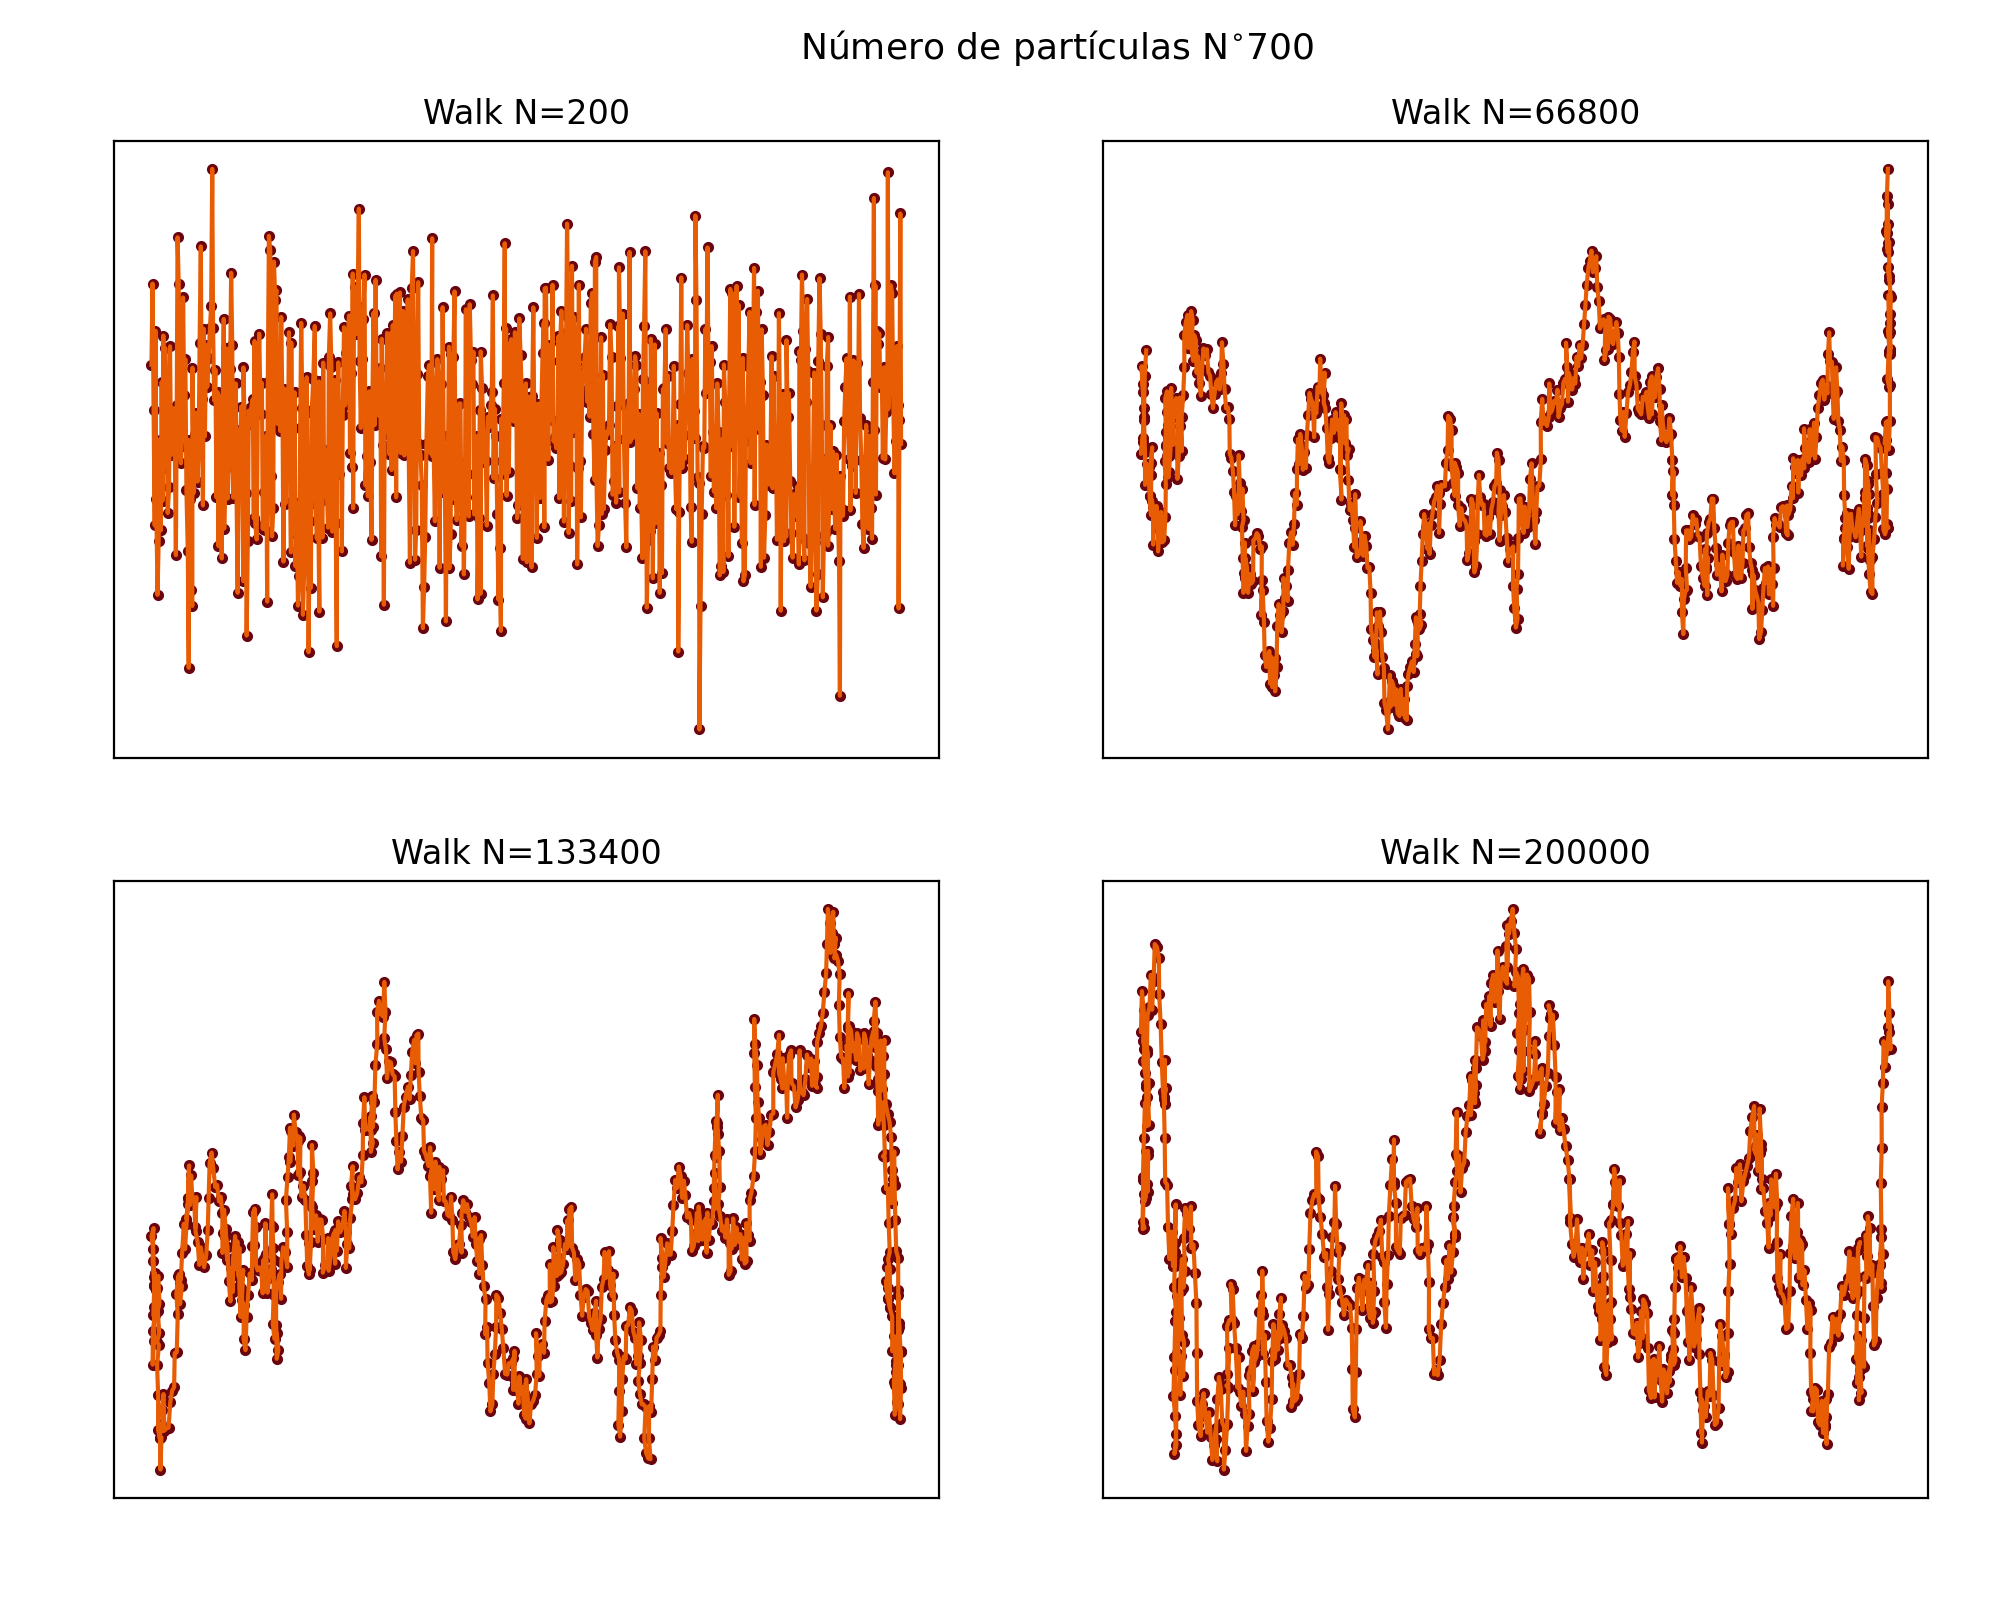 Número de partículas N°700
Walk N=200
Walk N=66800
Walk N=133400
Walk N=200000